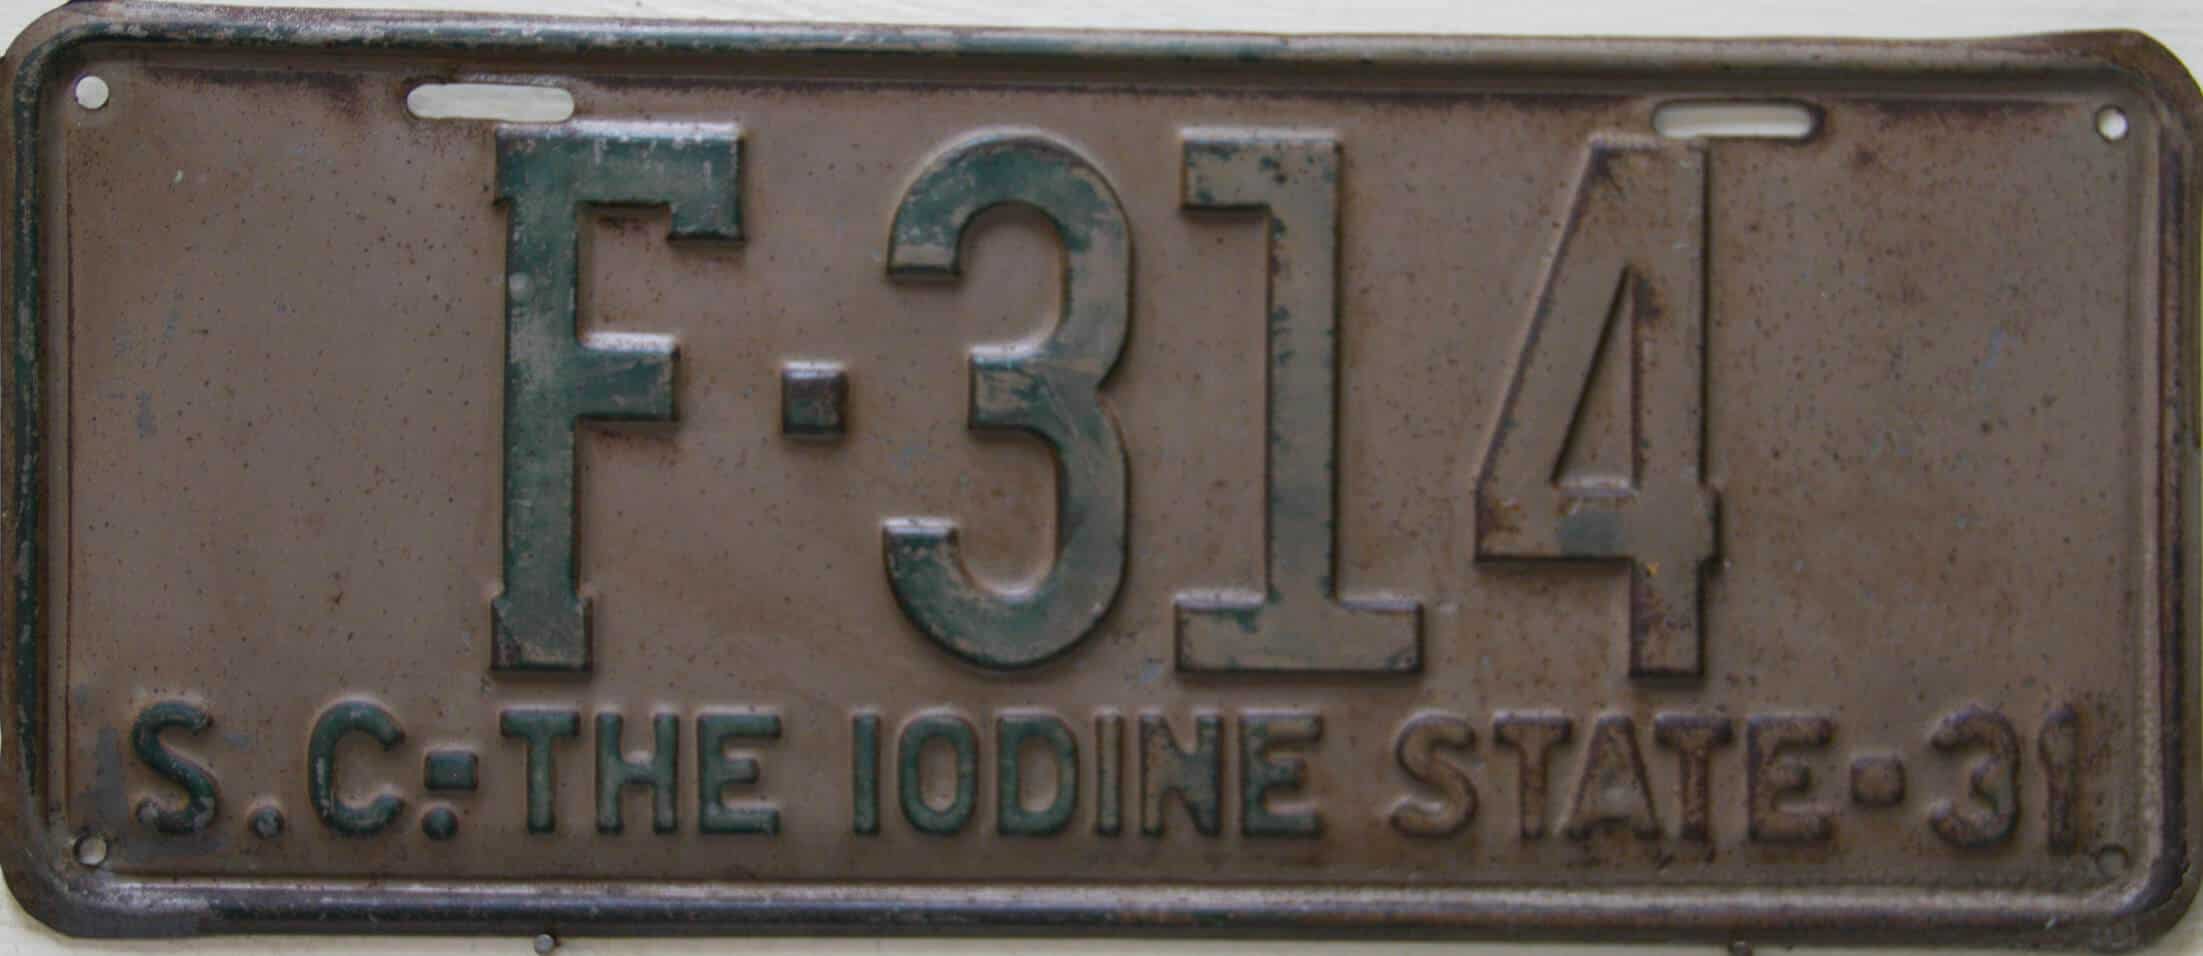 F·314
S.C.-THE IODINE STATE-31